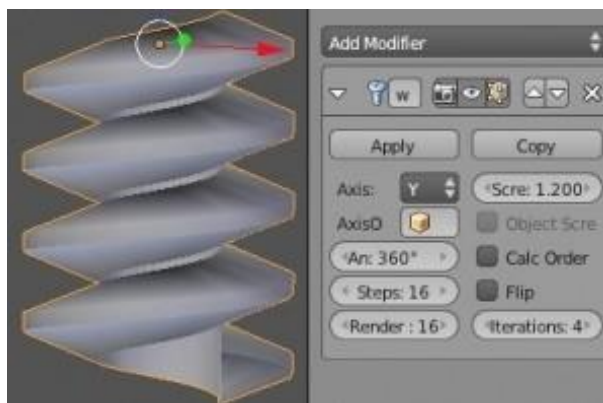 Add Modifier
w
Apply Copy
Axis: Y Scre: 1.200
AxisO Object Scre
An: 360° Calc Order
Steps: 16 Flip
Render : 16 Iterations: 4